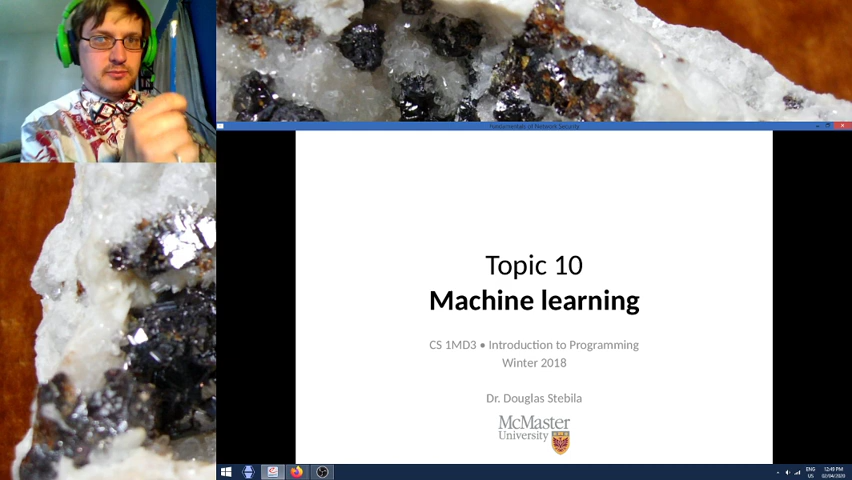 Fundamentals of Network Security
Topic 10
Machine learning
CS 1MD3 • Introduction to Programming
Winter 2018
Dr. Douglas Stebila
McMaster
University
ENG
US
12:49 PM
02/04/2020